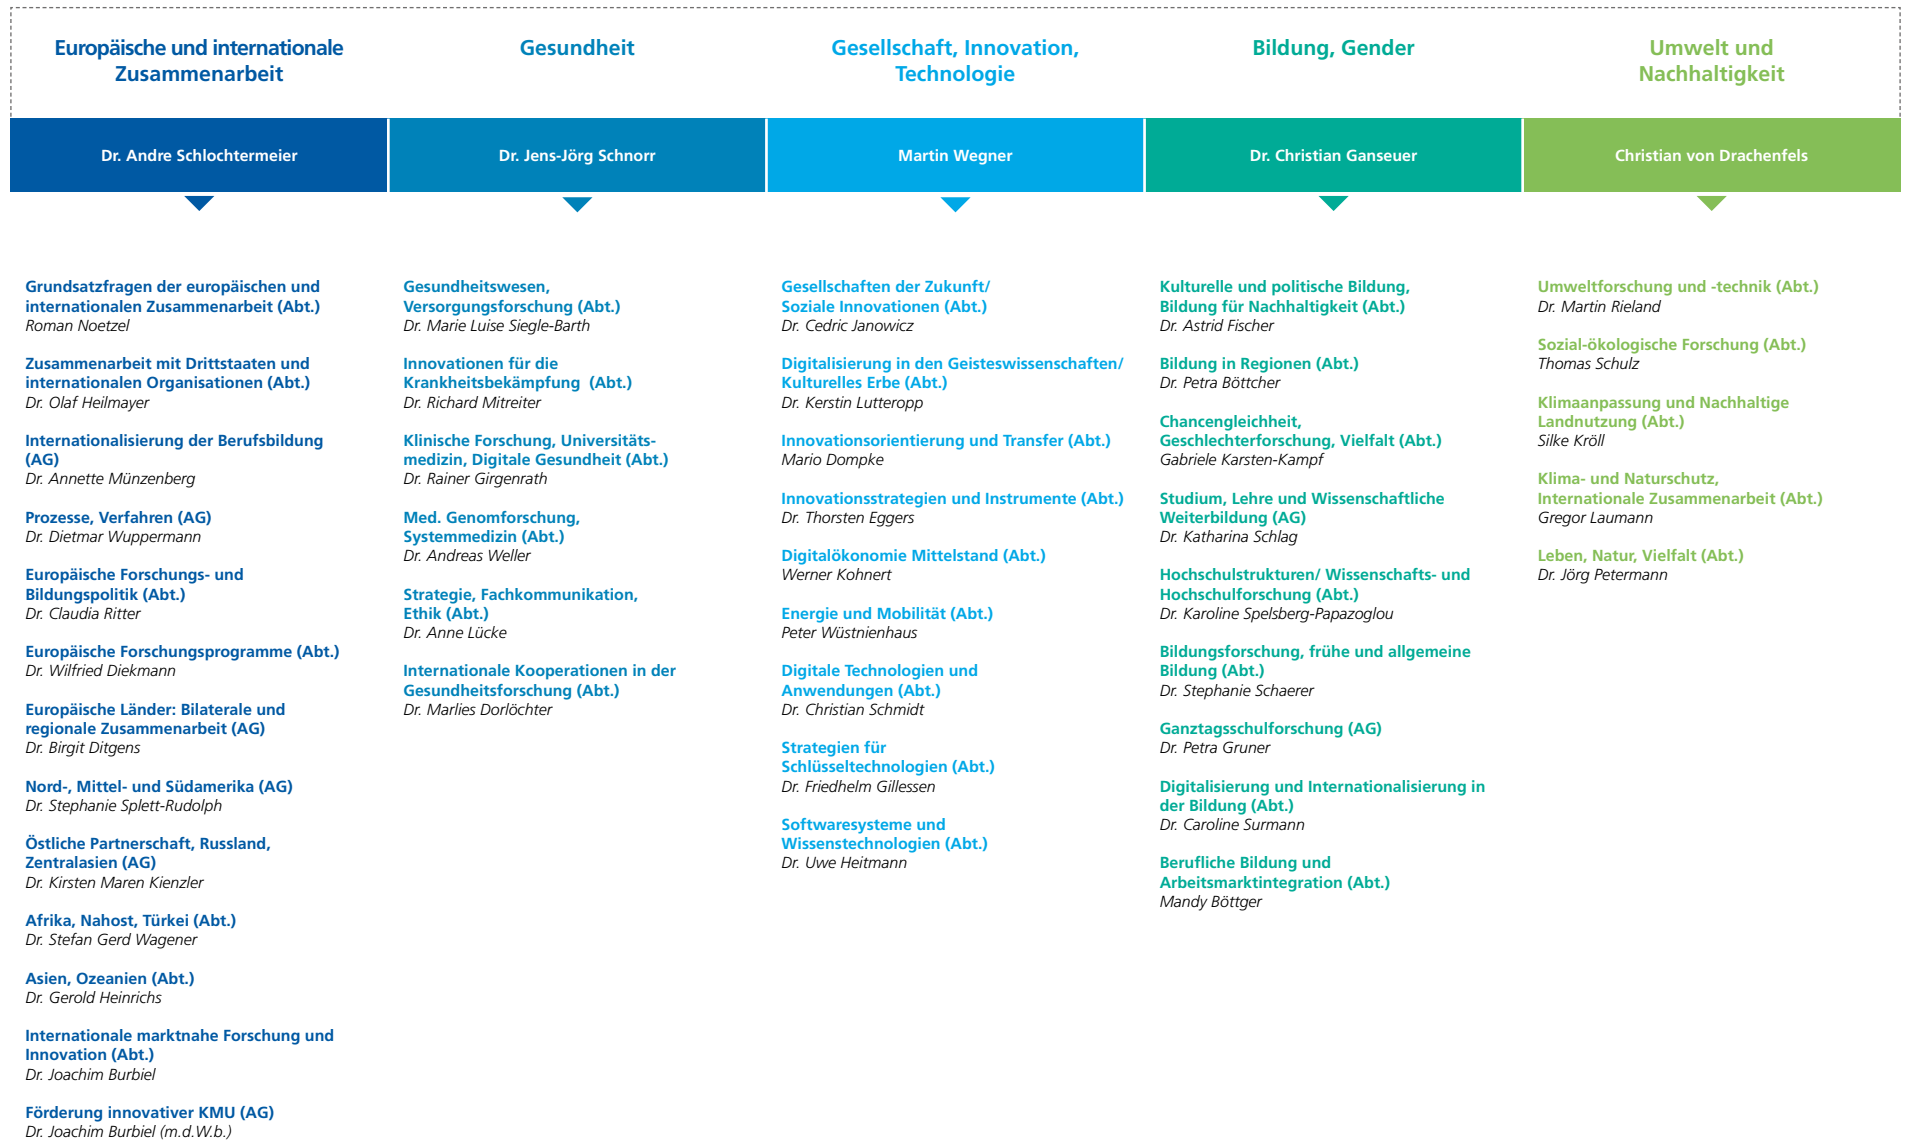 Europäische und internationale
Zusammenarbeit
Dr. Andre Schlochtermeier
Grundsatzfragen der europäischen und
internationalen Zusammenarbeit (Abt.)
Roman Noetzel
Zusammenarbeit mit Drittstaaten und
internationalen Organisationen (Abt.)
Dr. Olaf Heilmayer
Internationalisierung der Berufsbildung
(AG)
Dr. Annette Münzenberg
Prozesse, Verfahren (AG)
Dr. Dietmar Wuppermann
Europäische Forschungs- und
Bildungspolitik (Abt.)
Dr. Claudia Ritter
Europäische Forschungsprogramme (Abt.)
Dr. Wilfried Diekmann
Europäische Länder: Bilaterale und
regionale Zusammenarbeit (AG)
Dr. Birgit Ditgens
Nord-, Mittel- und Südamerika (AG)
Dr. Stephanie Splett-Rudolph
Östliche Partnerschaft, Russland,
Zentralasien (AG)
Dr. Kirsten Maren Kienzler
Afrika, Nahost, Türkei (Abt.)
Dr. Stefan Gerd Wagener
Asien, Ozeanien (Abt.)
Dr. Gerold Heinrichs
Internationale marktnahe Forschung und
Innovation (Abt.)
Dr. Joachim Burbiel
Förderung innovativer KMU (AG)
Dr. Joachim Burbiel (m.d.W.b.)
Gesundheit
Dr. Jens-Jörg Schnorr
Gesundheitswesen,
Versorgungsforschung (Abt.)
Dr. Marie Luise Siegle-Barth
Innovationen für die
Krankheitsbekämpfung (Abt.)
Dr. Richard Mitreiter
Klinische Forschung, Universitäts-
medizin, Digitale Gesundheit (Abt.)
Dr. Rainer Girgenrath
Med. Genomforschung,
Systemmedizin (Abt.)
Dr. Andreas Weller
Strategie, Fachkommunikation,
Ethik (Abt.)
Dr. Anne Lücke
Internationale Kooperationen in der
Gesundheitsforschung (Abt.)
Dr. Marlies Dorlöchter
Gesellschaft, Innovation,
Technologie
Martin Wegner
Gesellschaften der Zukunft/
Soziale Innovationen (Abt.)
Dr. Cedric Janowicz
Digitalisierung in den Geisteswissenschaften/
Kulturelles Erbe (Abt.)
Dr. Kerstin Lutteropp
Innovationsorientierung und Transfer (Abt.)
Mario Dompke
Innovationsstrategien und Instrumente (Abt.)
Dr. Thorsten Eggers
Digitalökonomie Mittelstand (Abt.)
Werner Kohnert
Energie und Mobilität (Abt.)
Peter Wüstnienhaus
Digitale Technologien und
Anwendungen (Abt.)
Dr. Christian Schmidt
Strategien für
Schlüsseltechnologien (Abt.)
Dr. Friedhelm Gillessen
Softwaresysteme und
Wissenstechnologien (Abt.)
Dr. Uwe Heitmann
Bildung, Gender
Dr. Christian Ganseuer
Kulturelle und politische Bildung,
Bildung für Nachhaltigkeit (Abt.)
Dr. Astrid Fischer
Bildung in Regionen (Abt.)
Dr. Petra Böttcher
Chancengleichheit,
Geschlechterforschung, Vielfalt (Abt.)
Gabriele Karsten-Kampf
Studium, Lehre und Wissenschaftliche
Weiterbildung (AG)
Dr. Katharina Schlag
Hochschulstrukturen/ Wissenschafts- und
Hochschulforschung (Abt.)
Dr. Karoline Spelsberg-Papazoglou
Bildungsforschung, frühe und allgemeine
Bildung (Abt.)
Dr. Stephanie Schaerer
Ganztagsschulforschung (AG)
Dr. Petra Gruner
Digitalisierung und Internationalisierung in
der Bildung (Abt.)
Dr. Caroline Surmann
Berufliche Bildung und
Arbeitsmarktintegration (Abt.)
Mandy Böttger
Umwelt und
Nachhaltigkeit
Christian von Drachenfels
Umweltforschung und -technik (Abt.)
Dr. Martin Rieland
Sozial-ökologische Forschung (Abt.)
Thomas Schulz
Klimaanpassung und Nachhaltige
Landnutzung (Abt.)
Silke Kröll
Klima- und Naturschutz,
Internationale Zusammenarbeit (Abt.)
Gregor Laumann
Leben, Natur, Vielfalt (Abt.)
Dr. Jörg Petermann